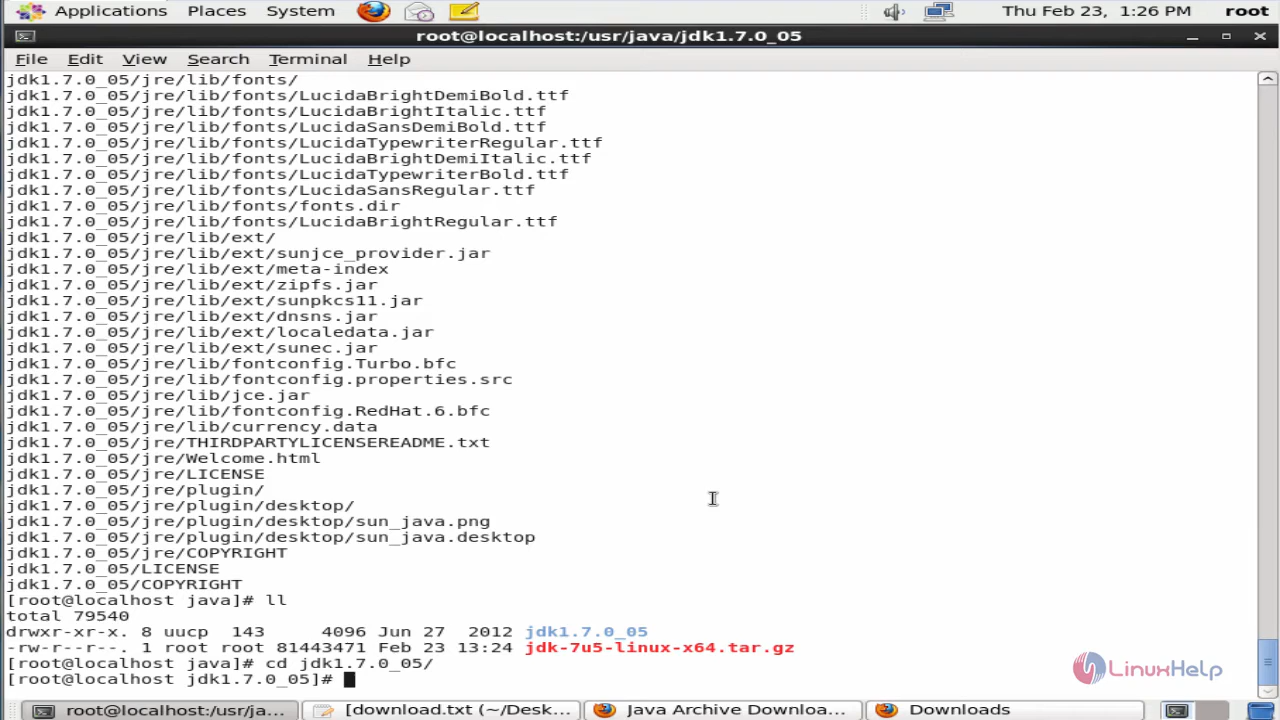 Applications Places System Thu Feb 23, 1:26 PM root
root@localhost:/usr/java/jdk1.7.0_05
File Edit View Search Terminal Help
jdk1.7.0_05/jre/lib/fonts/
jdk1.7.0_05/jre/lib/fonts/LucidaBrightDemiBold.ttf
jdk1.7.0_05/jre/lib/fonts/LucidaBrightItalic.ttf
jdk1.7.0_05/jre/lib/fonts/LucidaSansDemiBold.ttf
jdk1.7.0_05/jre/lib/fonts/LucidaTypewriterRegular.ttf
jdk1.7.0_05/jre/lib/fonts/LucidaBrightDemiItalic.ttf
jdk1.7.0_05/jre/lib/fonts/LucidaTypewriterBold.ttf
jdk1.7.0_05/jre/lib/fonts/LucidaSansRegular.ttf
jdk1.7.0_05/jre/lib/fonts/fonts.dir
jdk1.7.0_05/jre/lib/fonts/LucidaBrightRegular.ttf
jdk1.7.0_05/jre/lib/ext/
jdk1.7.0_05/jre/lib/ext/sunjce_provider.jar
jdk1.7.0_05/jre/lib/ext/meta-index
jdk1.7.0_05/jre/lib/ext/zipfs.jar
jdk1.7.0_05/jre/lib/ext/sunpkcs11.jar
jdk1.7.0_05/jre/lib/ext/dnsns.jar
jdk1.7.0_05/jre/lib/ext/localedata.jar
jdk1.7.0_05/jre/lib/ext/sunec.jar
jdk1.7.0_05/jre/lib/fontconfig.Turbo.bfc
jdk1.7.0_05/jre/lib/fontconfig.properties.src
jdk1.7.0_05/jre/lib/jce.jar
jdk1.7.0_05/jre/lib/fontconfig.RedHat.6.bfc
jdk1.7.0_05/jre/lib/currency.data
jdk1.7.0_05/jre/THIRDPARTYLICENSEREADME.txt
jdk1.7.0_05/jre/Welcome.html
jdk1.7.0_05/jre/LICENSE
jdk1.7.0_05/jre/plugin/
jdk1.7.0_05/jre/plugin/desktop/
jdk1.7.0_05/jre/plugin/desktop/sun_java.png
jdk1.7.0_05/jre/plugin/desktop/sun_java.desktop
jdk1.7.0_05/jre/COPYRIGHT
jdk1.7.0_05/LICENSE
jdk1.7.0_05/COPYRIGHT
[root@localhost java]# ll
total 79540
drwxr-xr-x. 8 uucp 143 4096 Jun 27 2012 jdk1.7.0_05
-rw-r--r--. 1 root root 81443471 Feb 23 13:24 jdk-7u5-linux-x64.tar.gz
[root@localhost java]# cd jdk1.7.0_05/
[root@localhost jdk1.7.0_05]#
LinuxHelp
root@localhost:/usr/ja... [download.txt (~/Desk... Java Archive Downloa... Downloads